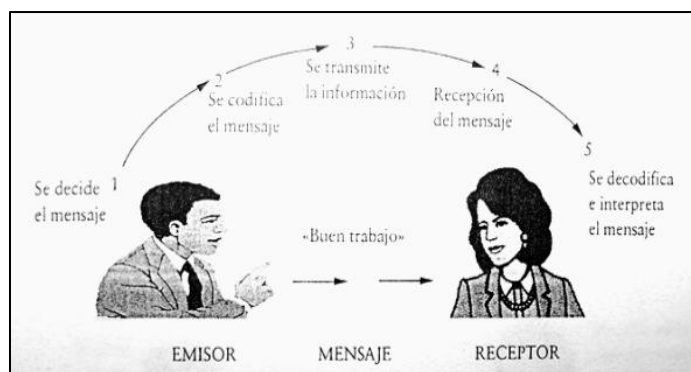 3
Se transmite
la información
2
Se codifica
el mensaje
4
Recepción
del mensaje
1
Se decide
el mensaje
5
Se decodifica
e interpreta
el mensaje
«Buen trabajo»
EMISOR MENSAJE RECEPTOR